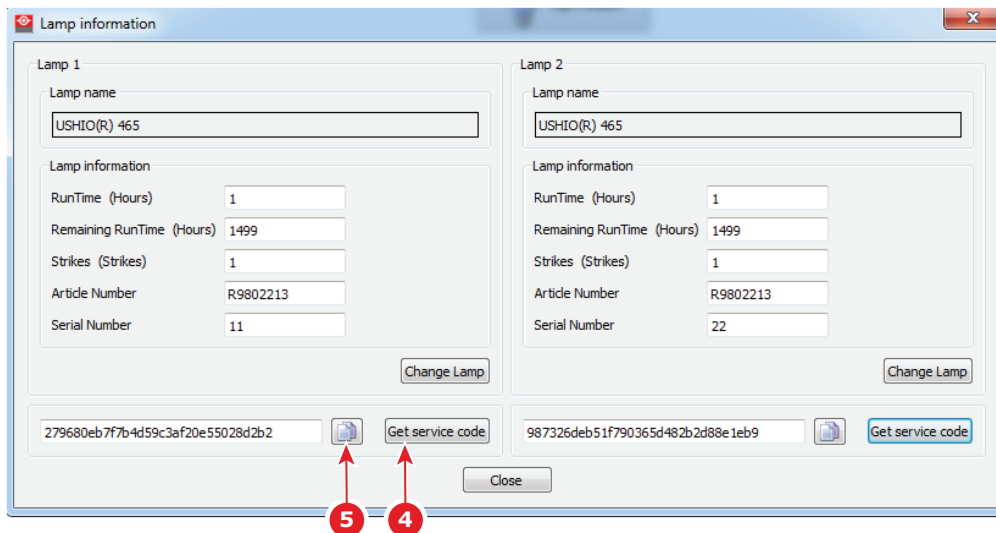 Lamp information
Lamp 1
Lamp name
USHIO(R) 465
Lamp information
RunTime (Hours) 1
Remaining RunTime (Hours) 1499
Strikes (Strikes) 1
Article Number R9802213
Serial Number 11
Change Lamp
279680eb7f7b4d59c3af20e55028d2b2 Get service code
Lamp 2
Lamp name
USHIO(R) 465
Lamp information
RunTime (Hours) 1
Remaining RunTime (Hours) 1499
Strikes (Strikes) 1
Article Number R9802213
Serial Number 22
Change Lamp
987326deb51f790365d482b2d88e1eb9 Get service code
Close
5 4